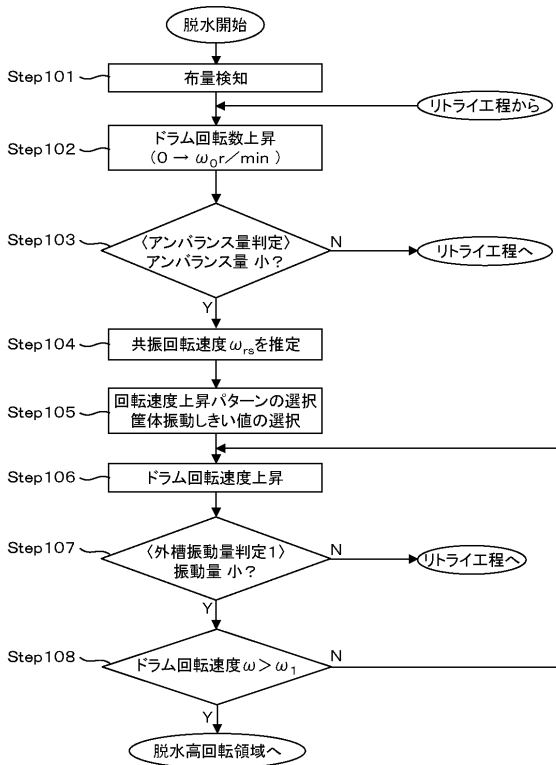 脱水開始
Step101
布量検知
リトライ工程から
Step102
ドラム回転数上昇
(0 → ω₀r/min )
Step103
〈アンバランス量判定〉
アンバランス量 小?
N
リトライ工程へ
Y
Step104
共振回転速度ωrsを推定
Step105
回転速度上昇パターンの選択
筐体振動しきい値の選択
Step106
ドラム回転速度上昇
Step107
〈外槽振動量判定1〉
振動量 小?
N
リトライ工程へ
Y
Step108
ドラム回転速度ω>ω₁
N
Y
脱水高回転領域へ